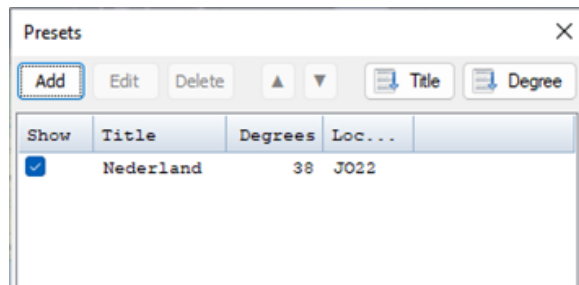 Presets
Add Edit Delete Title Degree
Show Title Degrees Loc...
Nederland 38 JO22